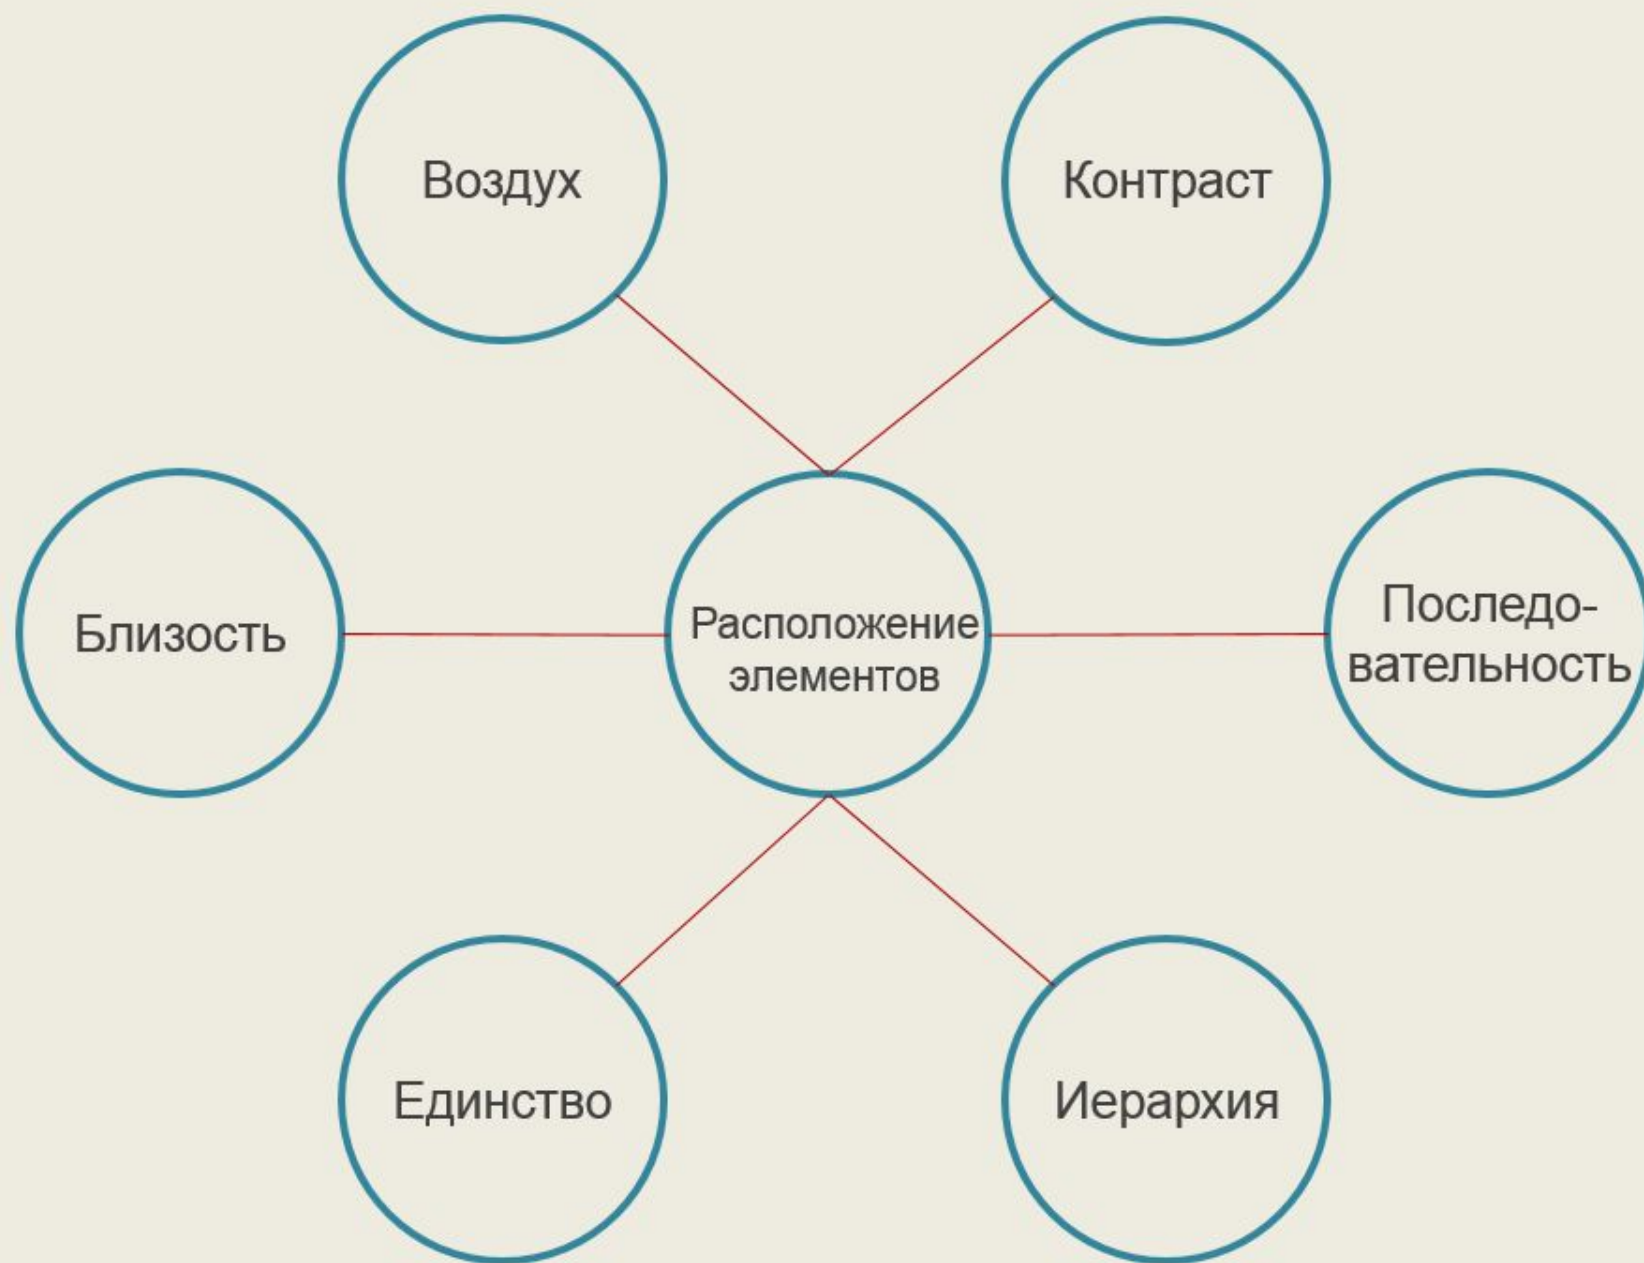 Воздух
Контраст
Близость
Расположение
элементов
Последо-
вательность
Единство
Иерархия